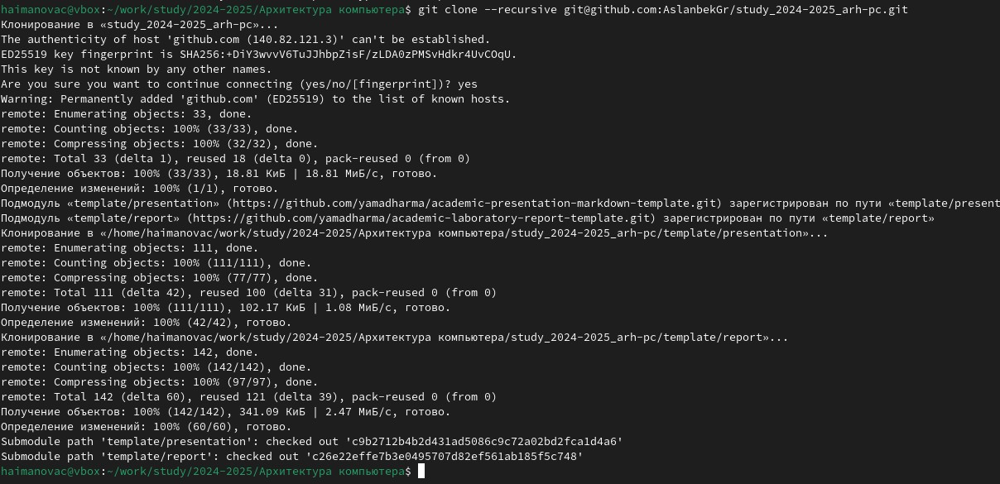 haimanovac@vbox:~/work/study/2024-2025/Архитектура компьютера$ git clone --recursive git@github.com:AslanbekGr/study_2024-2025_arh-pc.git
Клонирование в «study_2024-2025_arh-pc»...
The authenticity of host 'github.com (140.82.121.3)' can't be established.
ED25519 key fingerprint is SHA256:+DiY3wvvV6TuJJhbpZisF/zLDA0zPMSvHdkr4UvCOqU.
This key is not known by any other names.
Are you sure you want to continue connecting (yes/no/[fingerprint])? yes
Warning: Permanently added 'github.com' (ED25519) to the list of known hosts.
remote: Enumerating objects: 33, done.
remote: Counting objects: 100% (33/33), done.
remote: Compressing objects: 100% (32/32), done.
remote: Total 33 (delta 1), reused 18 (delta 0), pack-reused 0 (from 0)
Получение объектов: 100% (33/33), 18.81 КиБ | 18.81 МиБ/с, готово.
Определение изменений: 100% (1/1), готово.
Подмодуль «template/presentation» (https://github.com/yamadharma/academic-presentation-markdown-template.git) зарегистрирован по пути «template/present
Подмодуль «template/report» (https://github.com/yamadharma/academic-laboratory-report-template.git) зарегистрирован по пути «template/report»
Клонирование в «/home/haimanovac/work/study/2024-2025/Архитектура компьютера/study_2024-2025_arh-pc/template/presentation»...
remote: Enumerating objects: 111, done.
remote: Counting objects: 100% (111/111), done.
remote: Compressing objects: 100% (77/77), done.
remote: Total 111 (delta 42), reused 100 (delta 31), pack-reused 0 (from 0)
Получение объектов: 100% (111/111), 102.17 КиБ | 1.08 МиБ/с, готово.
Определение изменений: 100% (42/42), готово.
Клонирование в «/home/haimanovac/work/study/2024-2025/Архитектура компьютера/study_2024-2025_arh-pc/template/report»...
remote: Enumerating objects: 142, done.
remote: Counting objects: 100% (142/142), done.
remote: Compressing objects: 100% (97/97), done.
remote: Total 142 (delta 60), reused 121 (delta 39), pack-reused 0 (from 0)
Получение объектов: 100% (142/142), 341.09 КиБ | 2.47 МиБ/с, готово.
Определение изменений: 100% (60/60), готово.
Submodule path 'template/presentation': checked out 'c9b2712b4b2d431ad5086c9c72a02bd2fca1d4a6'
Submodule path 'template/report': checked out 'c26e22effe7b3e0495707d82ef561ab185f5c748'
haimanovac@vbox:~/work/study/2024-2025/Архитектура компьютера$